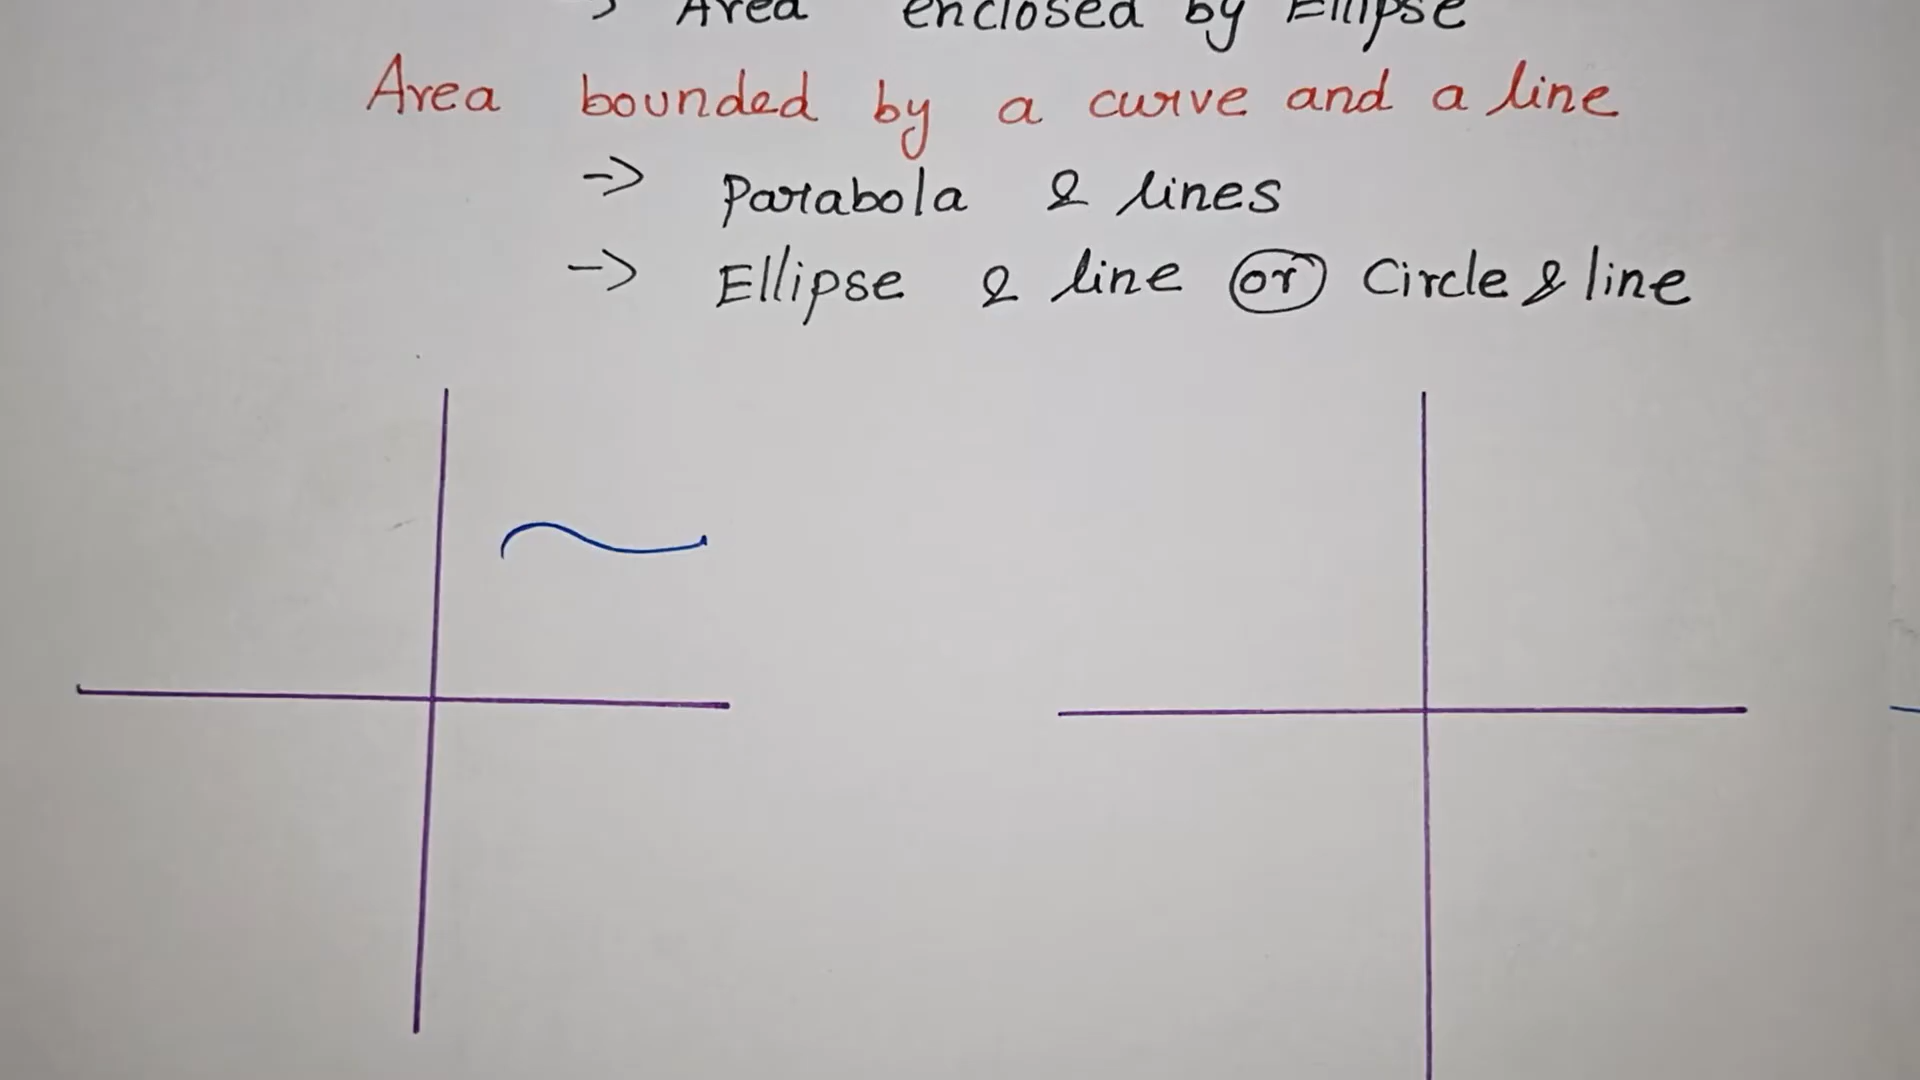 -> Area enclosed by Ellipse
Area bounded by a curve and a line
-> Parabola & lines
-> Ellipse & line or Circle & line